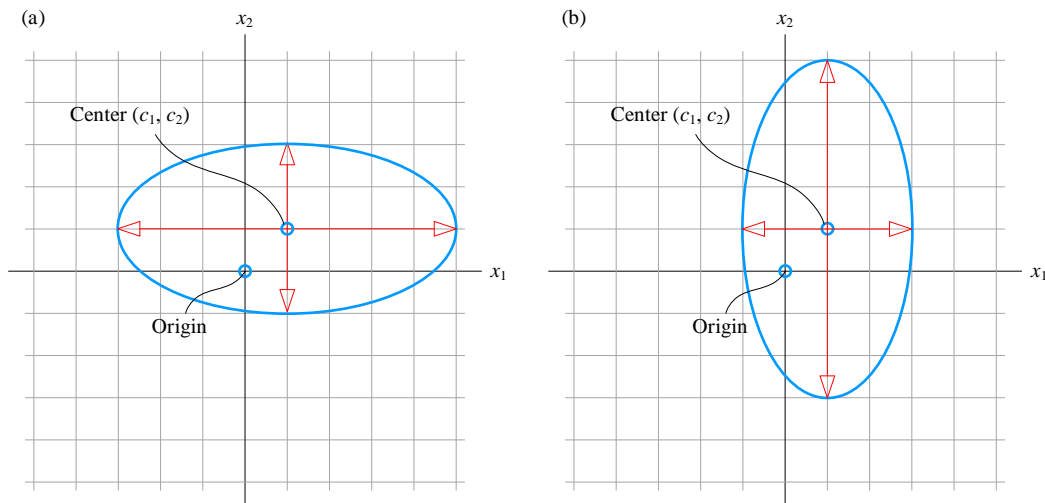 (a)
x₂
Center (c₁, c₂)
x₁
Origin
(b)
x₂
Center (c₁, c₂)
x₁
Origin